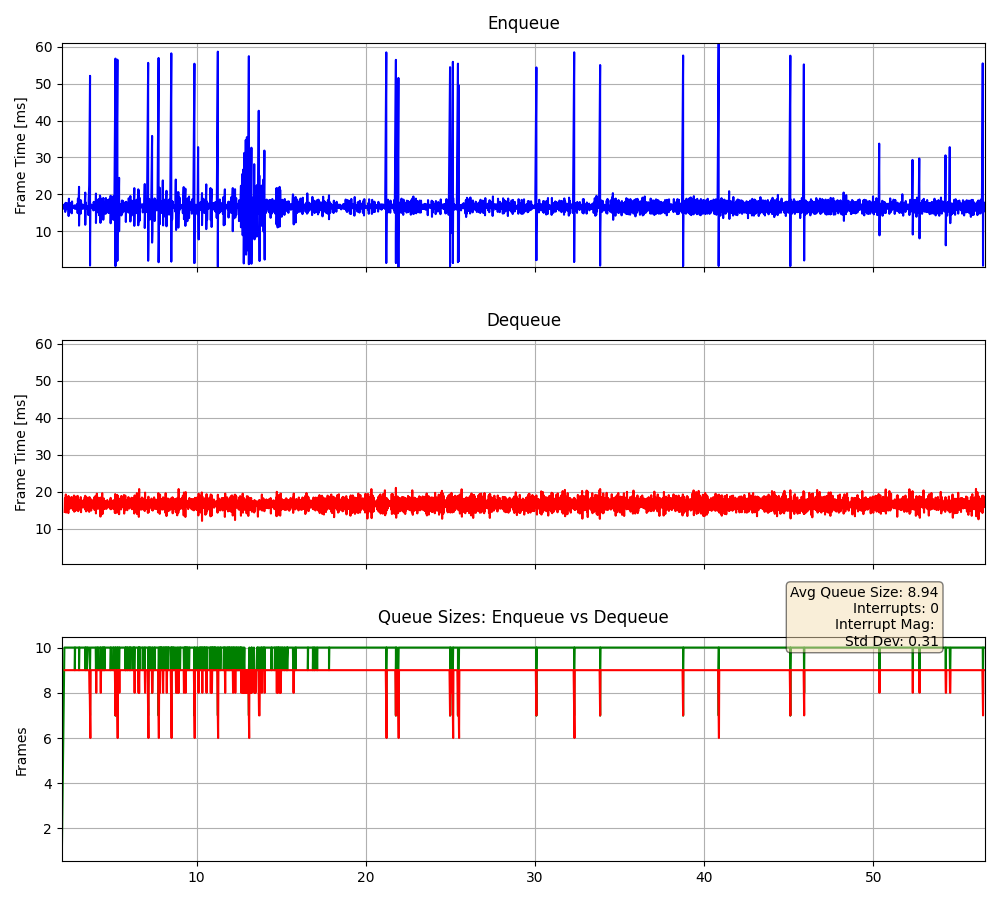 Enqueue
Frame Time [ms]
60
50
40
30
20
10
Dequeue
Frame Time [ms]
60
50
40
30
20
10
Avg Queue Size: 8.94
Interrupts: 0
Interrupt Mag:
Std Dev: 0.31
Queue Sizes: Enqueue vs Dequeue
Frames
10
8
6
4
2
10 20 30 40 50